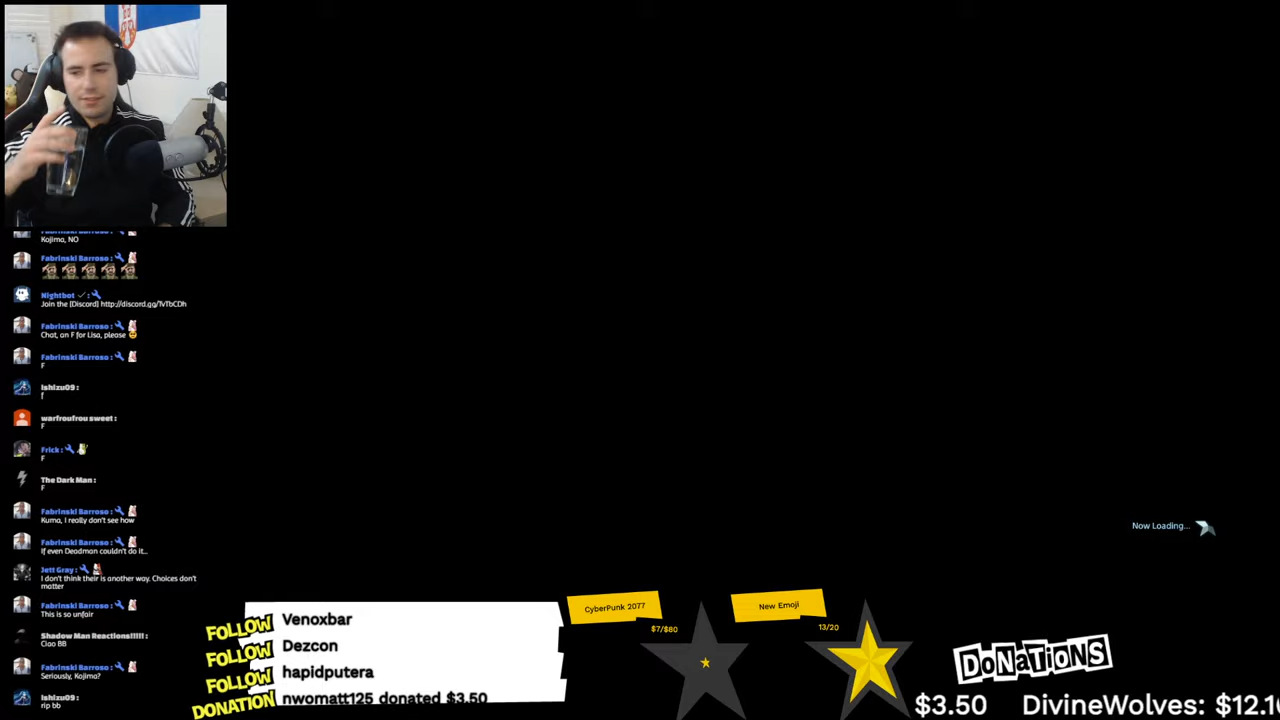 Fabrinski Barroso :
Kojima, NO
Fabrinski Barroso :
Nightbot ✓ :
Join the [Discord] http://discord.gg/1VTbCDh
Fabrinski Barroso :
Chat, an F for Lisa, please
Fabrinski Barroso :
F
Ishizu09 :
f
warfroufrou sweet :
F
Frick :
F
The Dark Man :
F
Fabrinski Barroso :
Kuma, I really don't see how
Fabrinski Barroso :
If even Deadman couldn't do it...
Jett Gray :
I don't think their is another way. Choices don't
matter
Fabrinski Barroso :
This is so unfair
Shadow Man Reactions!!!!! :
Ciao BB
Fabrinski Barroso :
Seriously, Kojima?
Ishizu09 :
rip bb
Now Loading...
FOLLOW Venoxbar
FOLLOW Dezcon
FOLLOW hapidputera
DONATION nwomatt125 donated $3.50
CyberPunk 2077
$7/$80
New Emoji
13/20
DoNaTiONS
$3.50 DivineWolves: $12.10